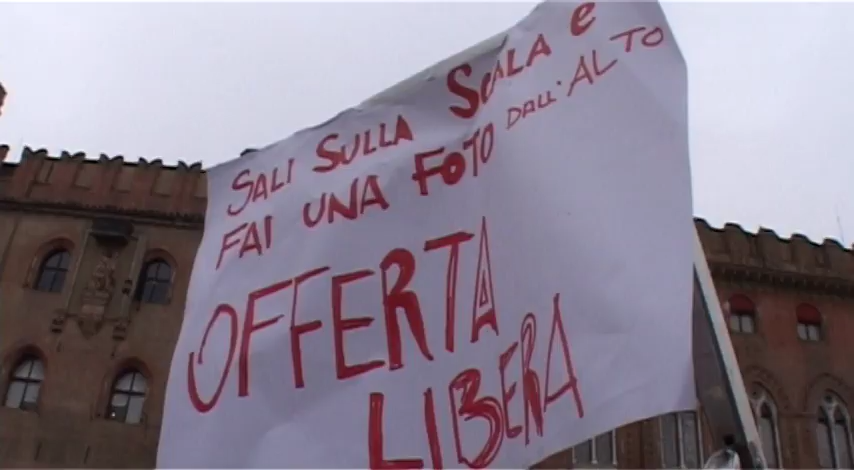 SALI SULLA SCALA e
FAI UNA FOTO DALL'ALTO
OFFERTA
LIBERA